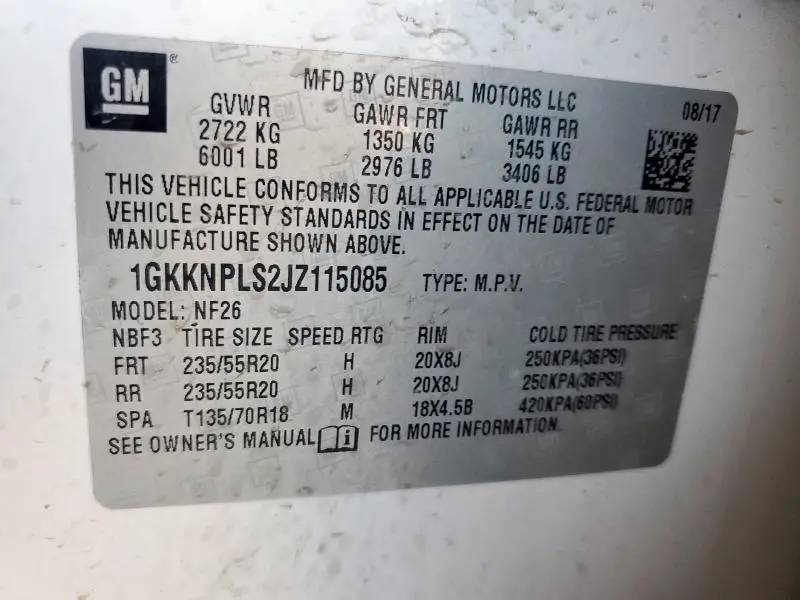 GM
®
MFD BY GENERAL MOTORS LLC
08/17
GVWR GAWR FRT GAWR RR
2722 KG 1350 KG 1545 KG
6001 LB 2976 LB 3406 LB
THIS VEHICLE CONFORMS TO ALL APPLICABLE U.S. FEDERAL MOTOR
VEHICLE SAFETY STANDARDS IN EFFECT ON THE DATE OF
MANUFACTURE SHOWN ABOVE.
1GKKNPLS2JZ115085 TYPE: M.P.V.
MODEL: NF26
NBF3 TIRE SIZE SPEED RTG RIM COLD TIRE PRESSURE
FRT 235/55R20 H 20X8J 250KPA(36PSI)
RR 235/55R20 H 20X8J 250KPA(36PSI)
SPA T135/70R18 M 18X4.5B 420KPA(60PSI)
SEE OWNER'S MANUAL i FOR MORE INFORMATION.